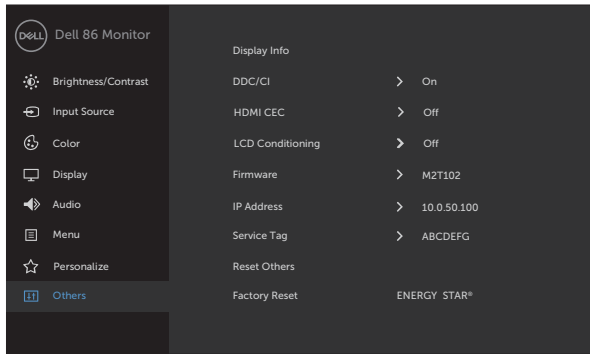 DELL Dell 86 Monitor
Display Info
Brightness/Contrast DDC/CI > On
Input Source HDMI CEC > Off
Color LCD Conditioning > Off
Display Firmware > M2T102
Audio IP Address > 10.0.50.100
Menu Service Tag > ABCDEFG
Personalize Reset Others
Others Factory Reset ENERGY STAR®